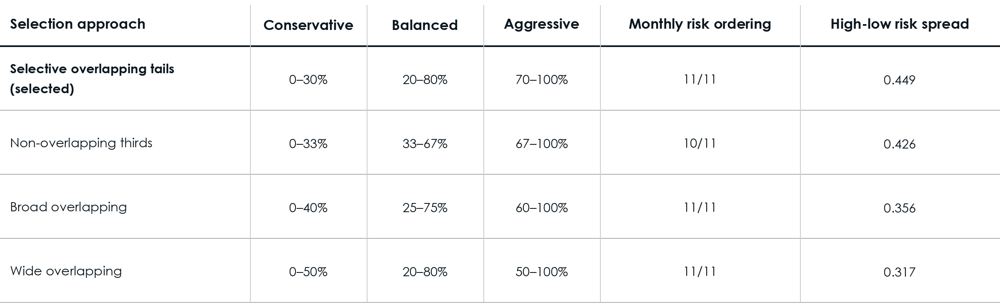 Selection approach Conservative Balanced Aggressive Monthly risk ordering High-low risk spread
Selective overlapping tails
(selected) 0–30% 20–80% 70–100% 11/11 0.449
Non-overlapping thirds 0–33% 33–67% 67–100% 10/11 0.426
Broad overlapping 0–40% 25–75% 60–100% 11/11 0.356
Wide overlapping 0–50% 20–80% 50–100% 11/11 0.317